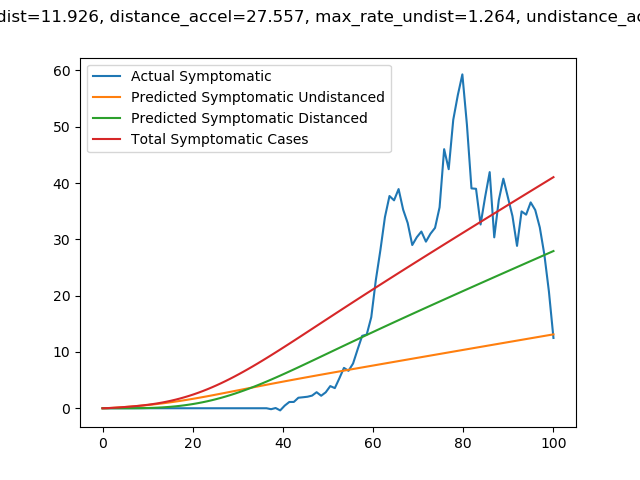 dist=11.926, distance_accel=27.557, max_rate_undist=1.264, undistance_ac
60
50
40
30
20
10
0
Actual Symptomatic
Predicted Symptomatic Undistanced
Predicted Symptomatic Distanced
Total Symptomatic Cases
0 20 40 60 80 100